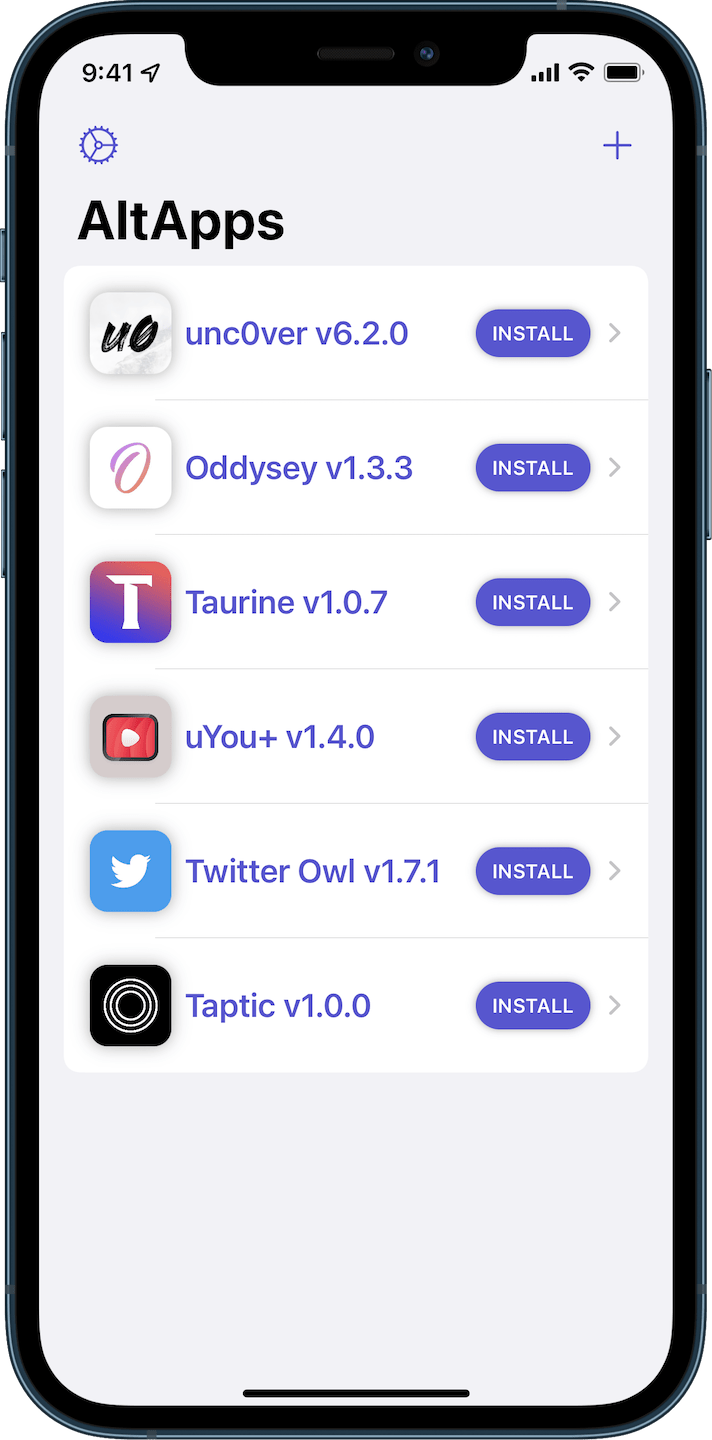 9:41
AltApps
u0
unc0ver v6.2.0
INSTALL
O
Oddysey v1.3.3
INSTALL
T
Taurine v1.0.7
INSTALL
uYou+ v1.4.0
INSTALL
Twitter Owl v1.7.1
INSTALL
Taptic v1.0.0
INSTALL